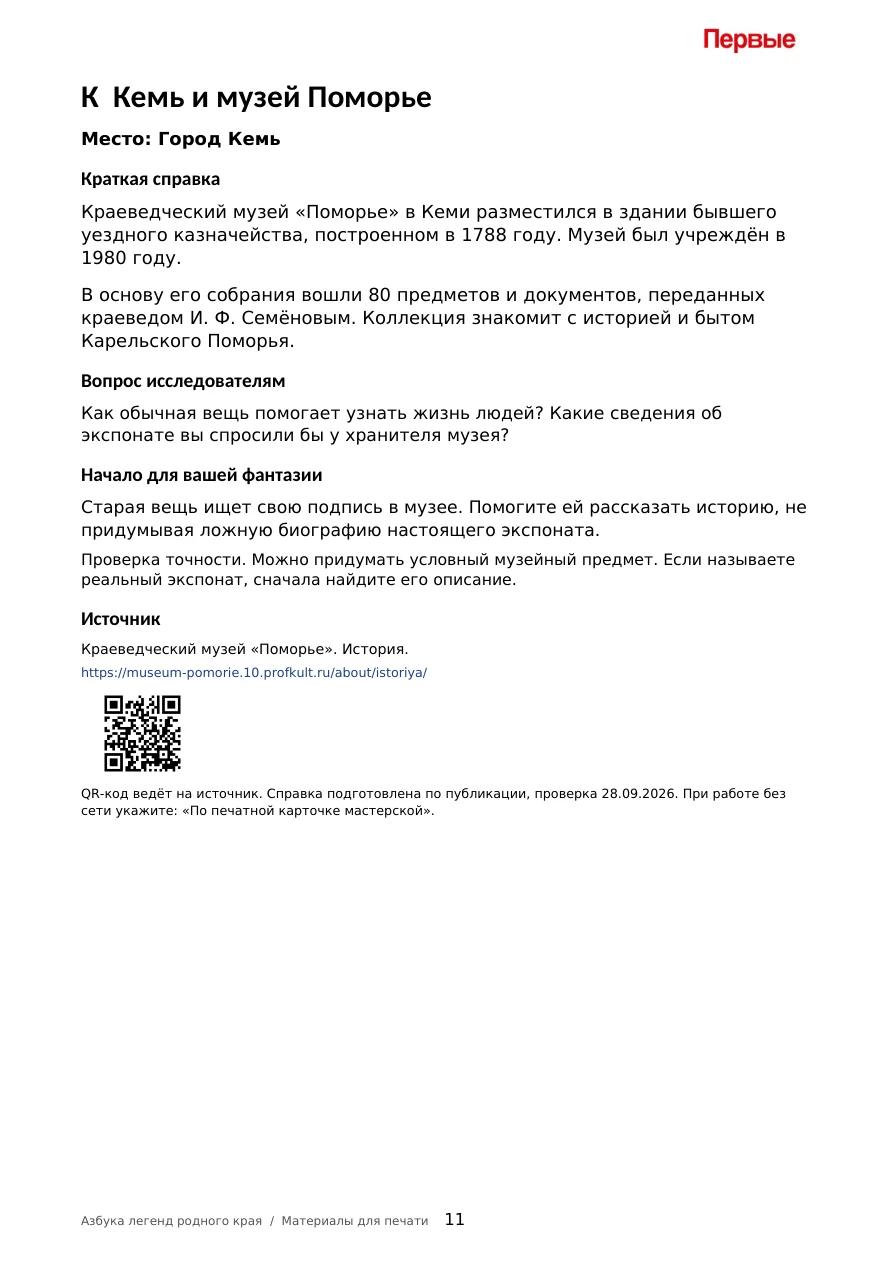 Первые
К Кемь и музей Поморье
Место: Город Кемь
Краткая справка
Краеведческий музей «Поморье» в Кеми разместился в здании бывшего
уездного казначейства, построенном в 1788 году. Музей был учреждён в
1980 году.
В основу его собрания вошли 80 предметов и документов, переданных
краеведом И. Ф. Семёновым. Коллекция знакомит с историей и бытом
Карельского Поморья.
Вопрос исследователям
Как обычная вещь помогает узнать жизнь людей? Какие сведения об
экспонате вы спросили бы у хранителя музея?
Начало для вашей фантазии
Старая вещь ищет свою подпись в музее. Помогите ей рассказать историю, не
придумывая ложную биографию настоящего экспоната.
Проверка точности. Можно придумать условный музейный предмет. Если называете
реальный экспонат, сначала найдите его описание.
Источник
Краеведческий музей «Поморье». История.
https://museum-pomorie.10.profkult.ru/about/istoriya/
QR-код ведёт на источник. Справка подготовлена по публикации, проверка 28.09.2026. При работе без
сети укажите: «По печатной карточке мастерской».
Азбука легенд родного края / Материалы для печати 11